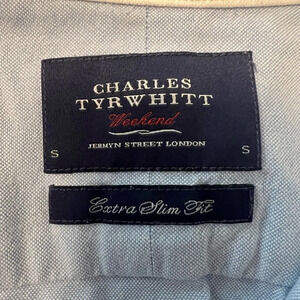 CHARLES
TYRWHITT
Weekend
JERMYN STREET LONDON
S S
Extra Slim Fit